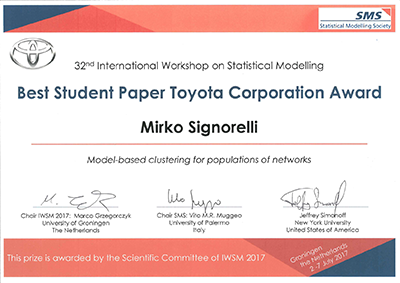 SMS
Statistical Modelling Society
32nd International Workshop on Statistical Modelling
Best Student Paper Toyota Corporation Award
Mirko Signorelli
Model-based clustering for populations of networks
Chair IWSM 2017: Marco Grzegorczyk
University of Groningen
The Netherlands
Chair SMS: Vito M.R. Muggeo
University of Palermo
Italy
Jeffrey Simonoff
New York University
United States of America
This prize is awarded by the Scientific Committee of IWSM 2017
Groningen
the Netherlands
2 -7 July 2017